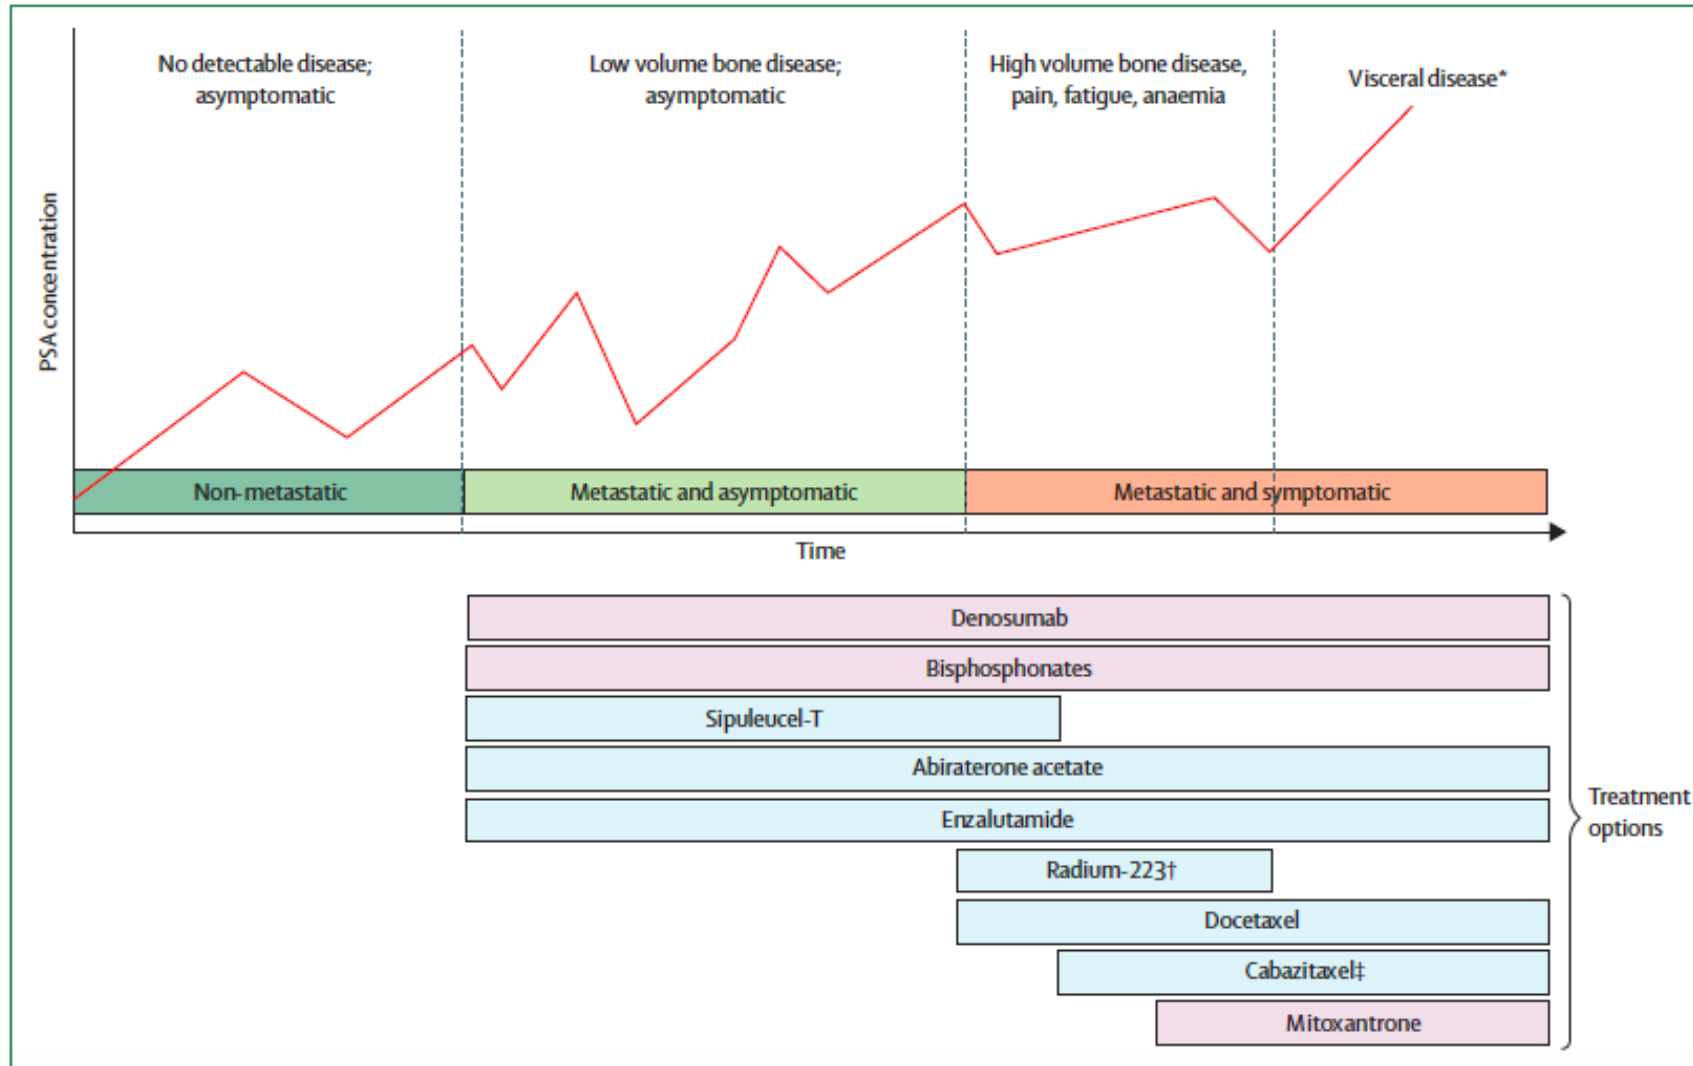 No detectable disease;
asymptomatic
Low volume bone disease;
asymptomatic
High volume bone disease,
pain, fatigue, anaemia
Visceral disease*
PSA concentration
Non-metastatic
Metastatic and asymptomatic
Metastatic and symptomatic
Time
Denosumab
Bisphosphonates
Sipuleucel-T
Abiraterone acetate
Enzalutamide
Radium-223†
Docetaxel
Cabazitaxel‡
Mitoxantrone
Treatment
options